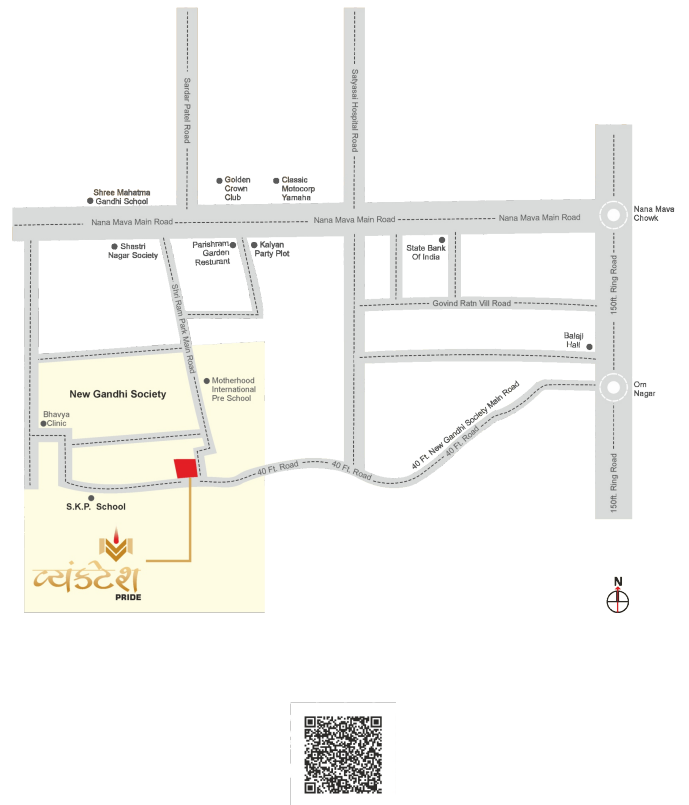 Sardar Patel Road
Satyasai Hospital Road
Golden
Crown
Club
Classic
Motocorp
Yamaha
Shree Mahatma
Gandhi School
Nana Mava
Chowk
Nana Mava Main Road
Nana Mava Main Road
Nana Mava Main Road
Shastri
Nagar Society
Parishram
Garden
Resturant
Kalyan
Party Plot
State Bank
Of India
150ft. Ring Road
Shri Ram Park Main Road
Govind Ratn Vill Road
Balaji
Hall
New Gandhi Society
Motherhood
International
Pre School
Om
Nagar
Bhavya
Clinic
40 Ft. New Gandhi Society Main Road
40 Ft. Road
40 Ft. Road
40 Ft. Road
150ft. Ring Road
S.K.P. School
વ્યંકટેશ
PRIDE
N